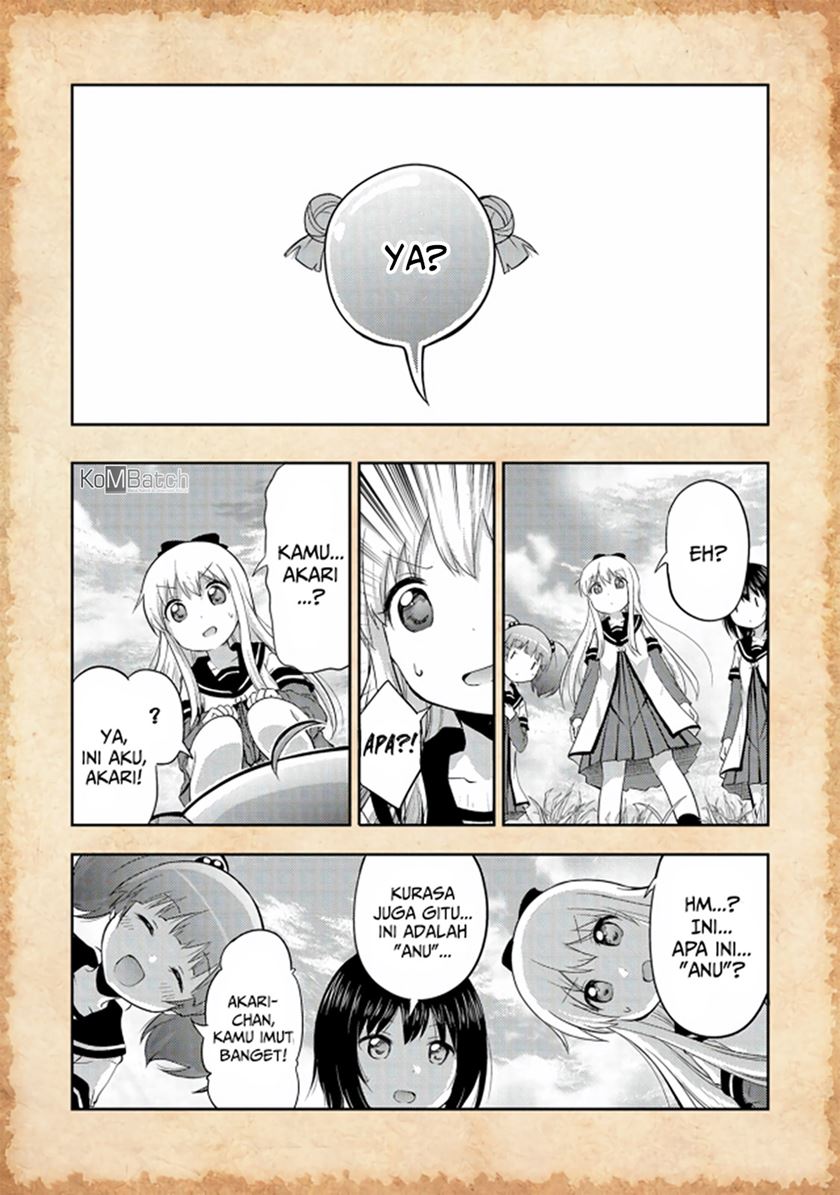 YA?
EH?
APA?!
KAMU...
AKARI
...?
?
YA,
INI AKU,
AKARI!
KoMBatch
HM...?
INI...
APA INI...
"ANU"?
KURASA
JUGA GITU...
INI ADALAH
"ANU"...
AKARI-
CHAN,
KAMU IMUT
BANGET!